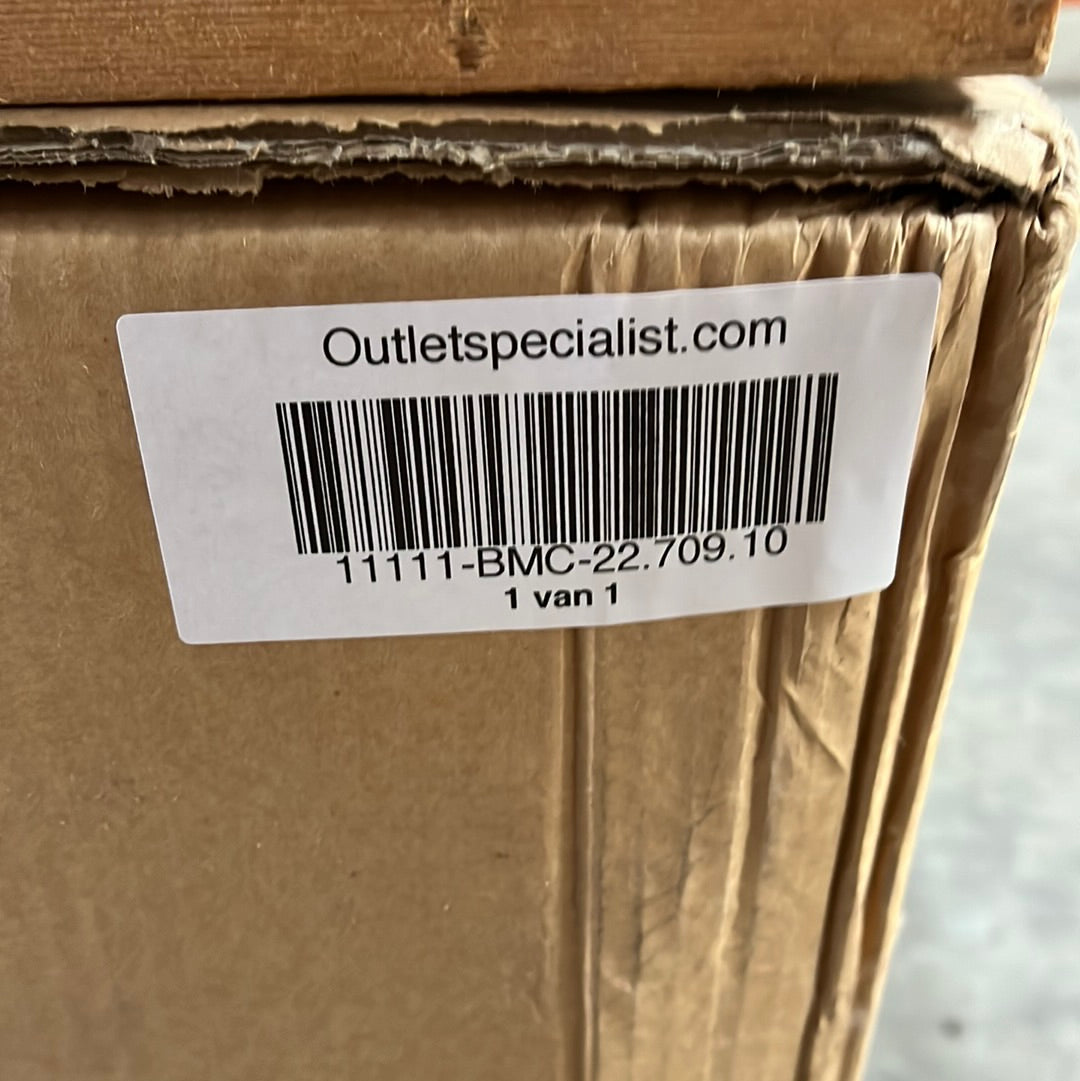 Outletspecialist.com
11111-BMC-22.709.10
1 van 1